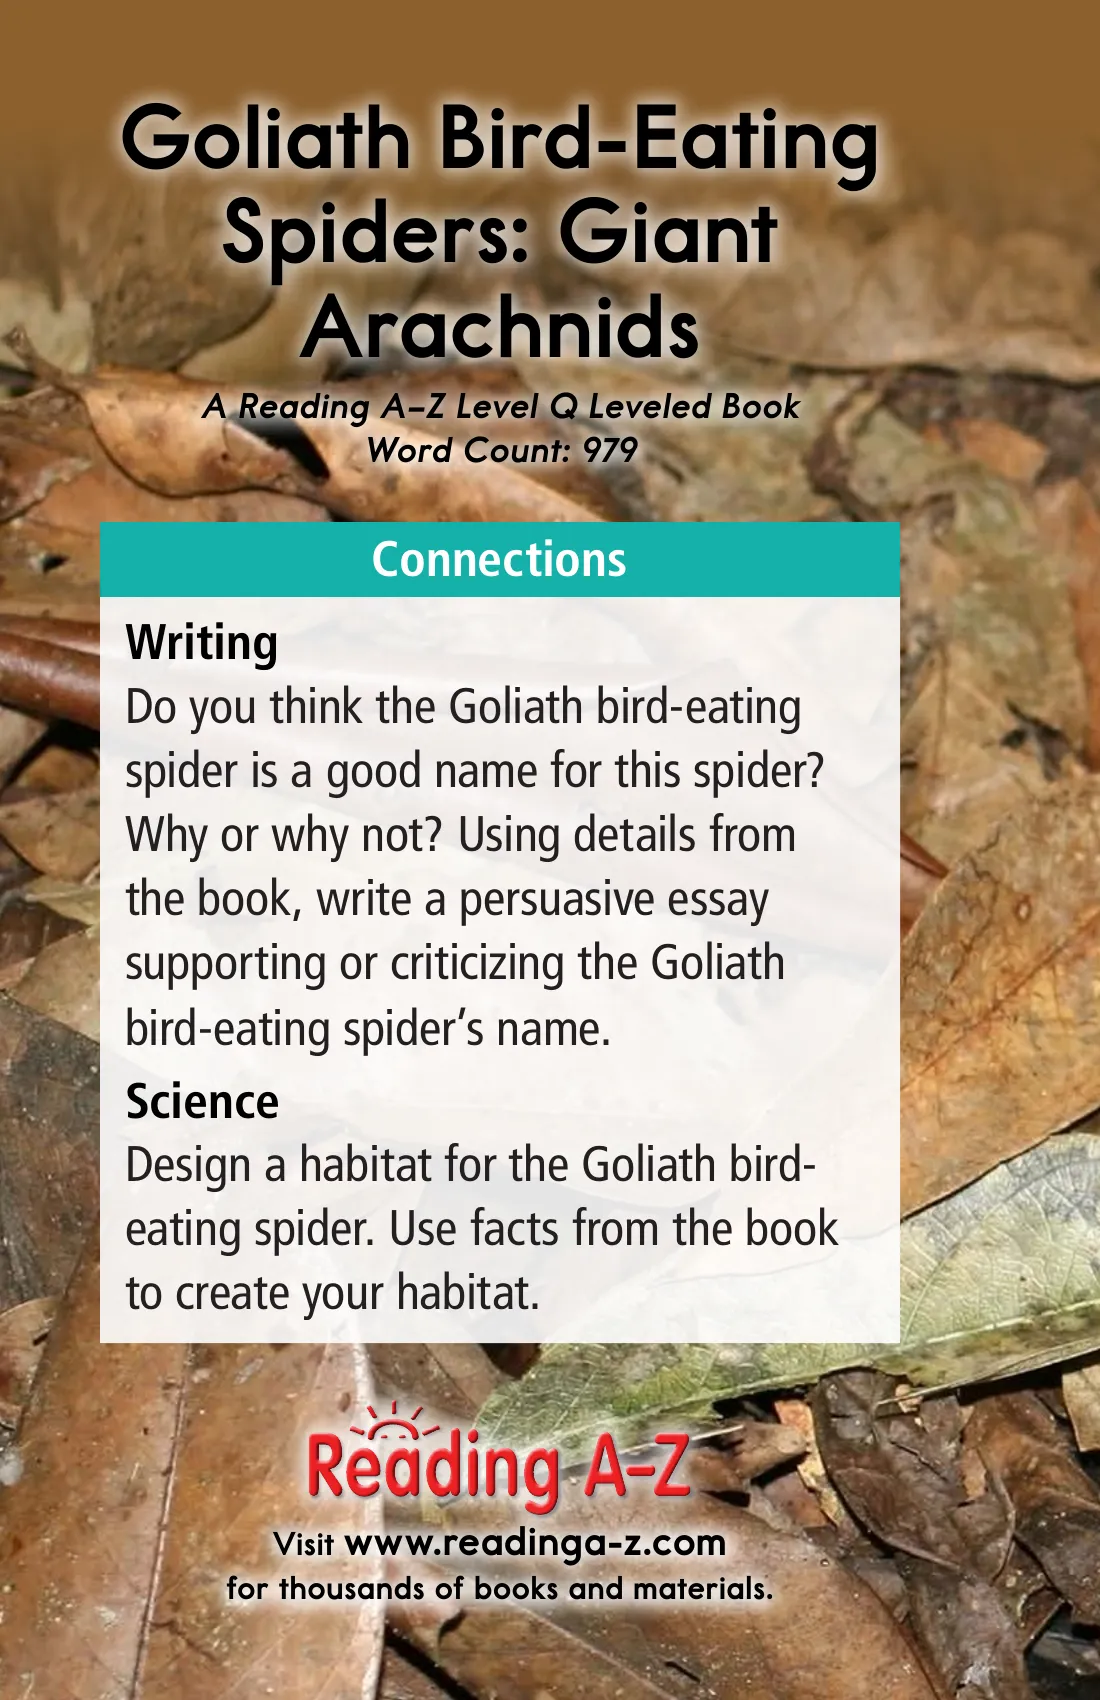 Goliath Bird-Eating
Spiders: Giant
Arachnids
A Reading A–Z Level Q Leveled Book
Word Count: 979
Connections
Writing
Do you think the Goliath bird-eating
spider is a good name for this spider?
Why or why not? Using details from
the book, write a persuasive essay
supporting or criticizing the Goliath
bird-eating spider’s name.
Science
Design a habitat for the Goliath bird-
eating spider. Use facts from the book
to create your habitat.
Reading A–Z
Visit www.readinga-z.com
for thousands of books and materials.